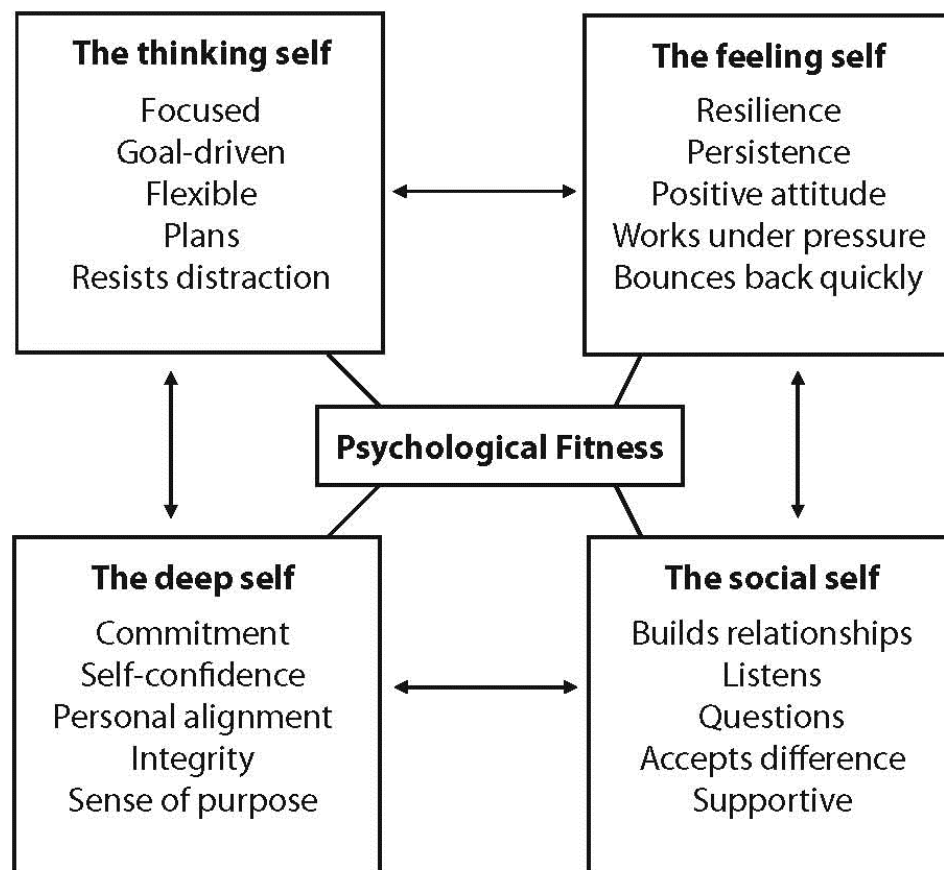 The thinking self
Focused
Goal-driven
Flexible
Plans
Resists distraction
The feeling self
Resilience
Persistence
Positive attitude
Works under pressure
Bounces back quickly
Psychological Fitness
The deep self
Commitment
Self-confidence
Personal alignment
Integrity
Sense of purpose
The social self
Builds relationships
Listens
Questions
Accepts difference
Supportive